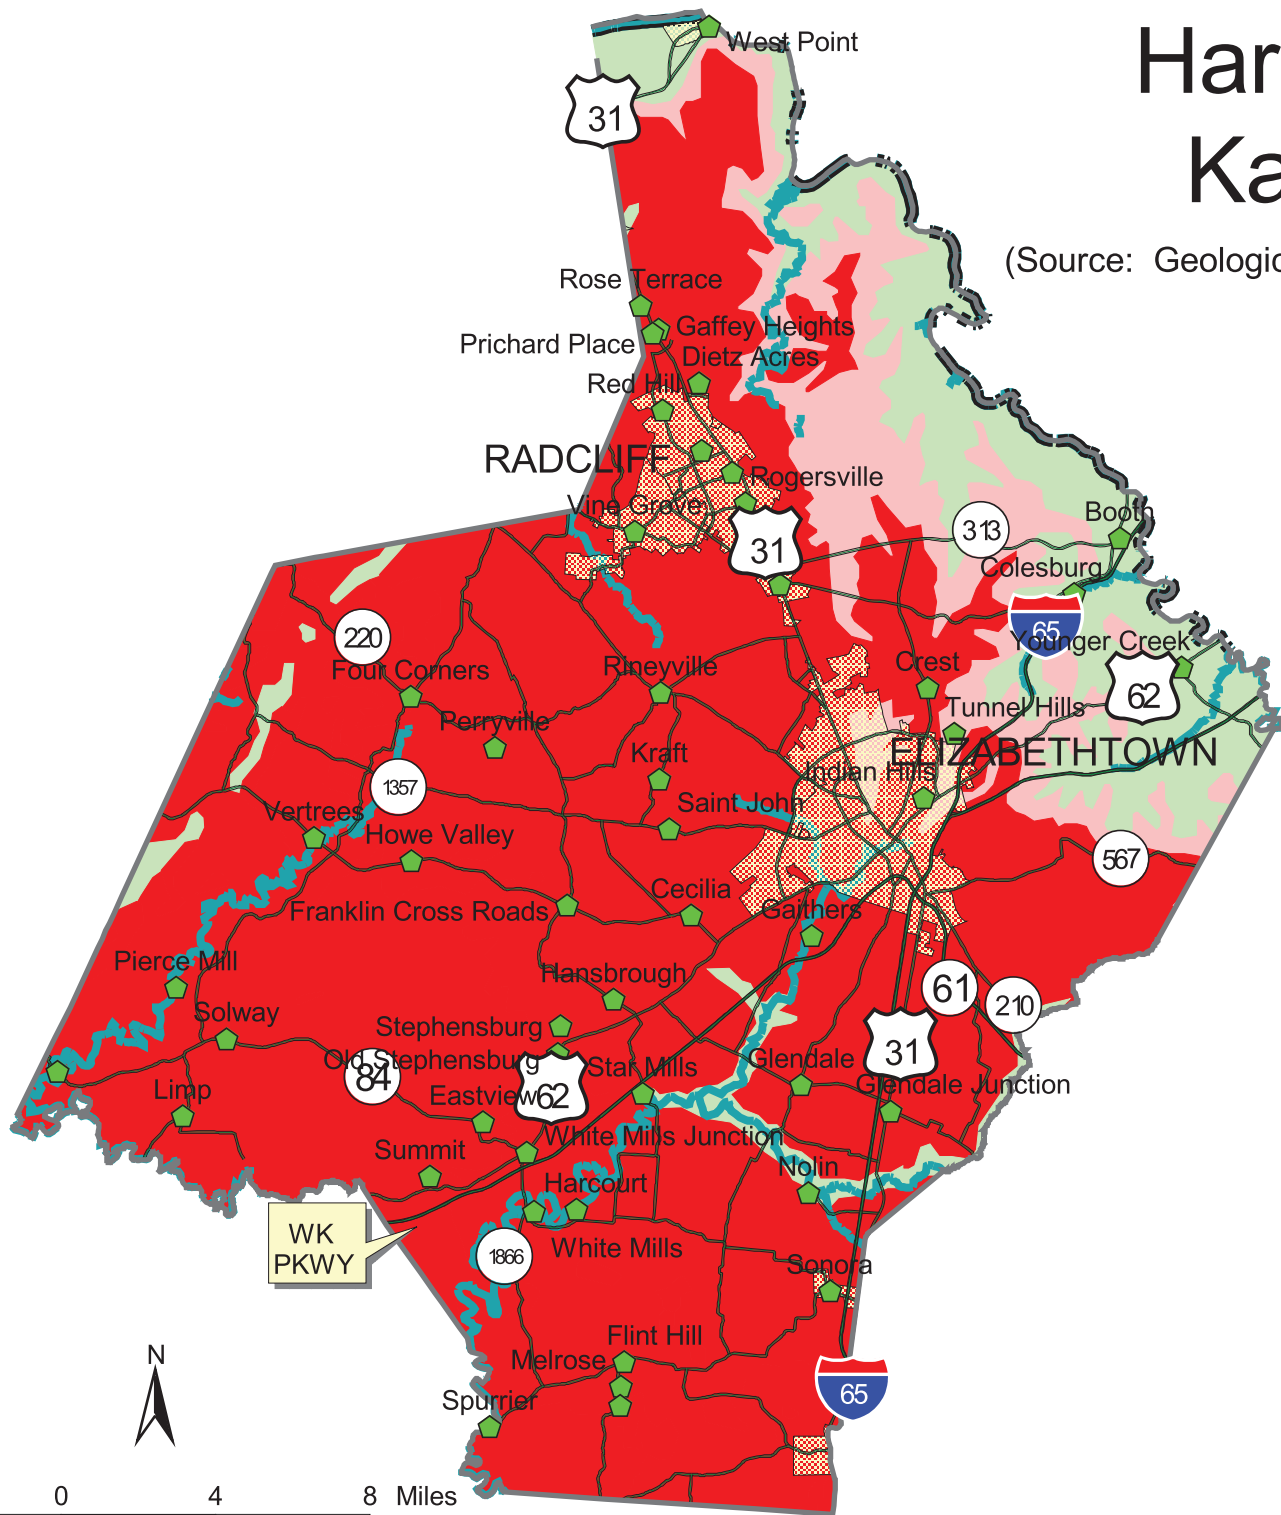 Har
Ka
(Source: Geologic
West Point
31
Rose Terrace
Gaffey Heights
Prichard Place
Dietz Acres
Red Hill
RADCLIFF
Rogersville
Vine Grove
31
313
Booth
Colesburg
65
220
Younger Creek
Four Corners
Rineyville
Crest
62
Tunnel Hills
Perryville
ELIZABETHTOWN
Kraft
Indian Hills
1357
Saint John
Vertrees
Howe Valley
567
Cecilia
Franklin Cross Roads
Gaithers
Pierce Mill
Hansbrough
61
210
Solway
Stephensburg
31
Old Stephensburg
Star Mills
Glendale
84
62
Glendale Junction
Limp
Eastview
White Mills Junction
Summit
Nolin
Harcourt
WK
PKWY
White Mills
1866
Sonora
Flint Hill
Melrose
N
65
Spurrier
0 4 8 Miles